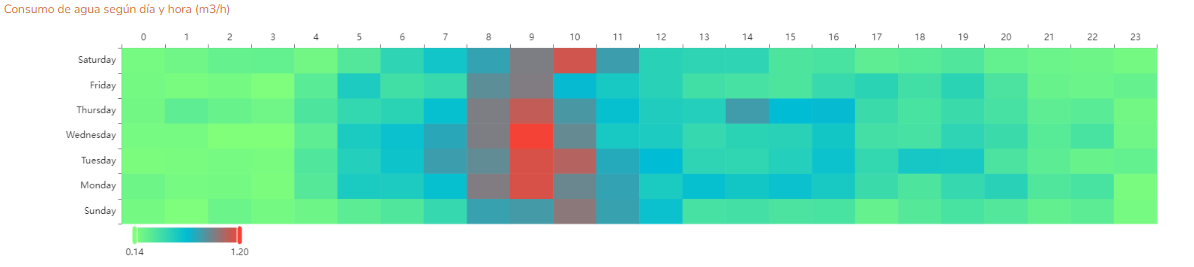 Consumo de agua según día y hora (m3/h)
0 1 2 3 4 5 6 7 8 9 10 11 12 13 14 15 16 17 18 19 20 21 22 23
Saturday
Friday
Thursday
Wednesday
Tuesday
Monday
Sunday
0.14 1.20